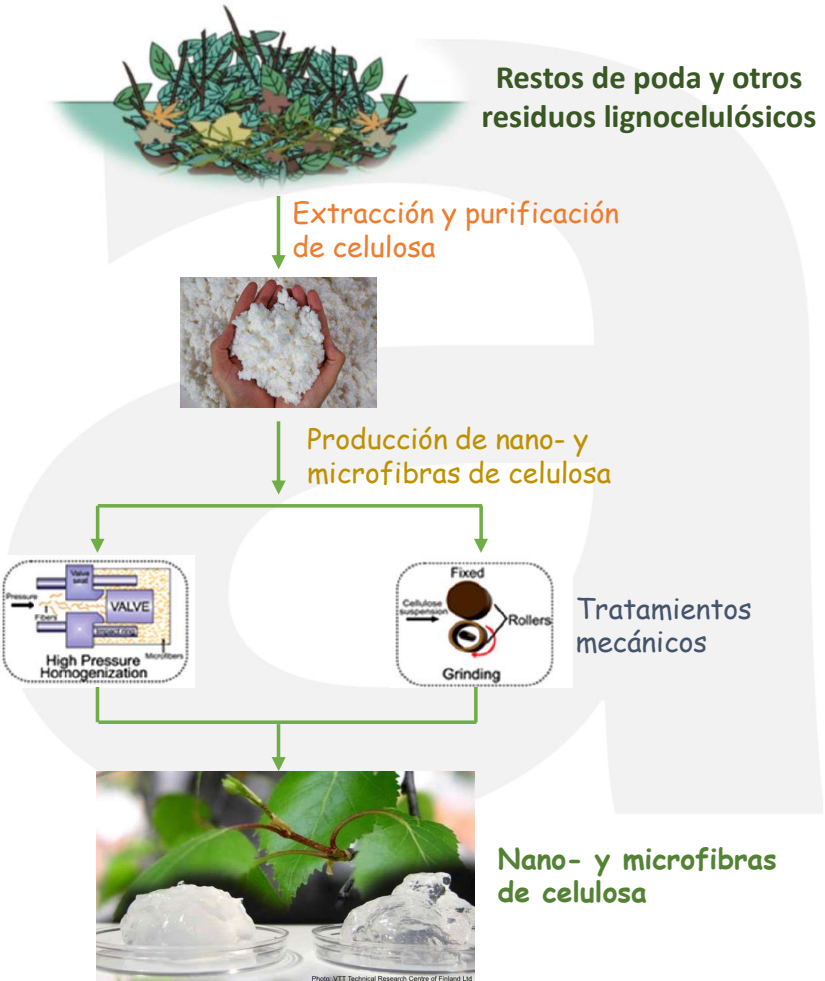 Restos de poda y otros
residuos lignocelulósicos
Extracción y purificación
de celulosa
Producción de nano- y
microfibras de celulosa
Valve
seat
Pressure
VALVE
Fibers
Impact ring
Microfibers
High Pressure
Homogenization
Fixed
Cellulose
suspension
Rollers
Grinding
Tratamientos
mecánicos
Nano- y microfibras
de celulosa
Photo: VTT Technical Research Centre of Finland Ltd